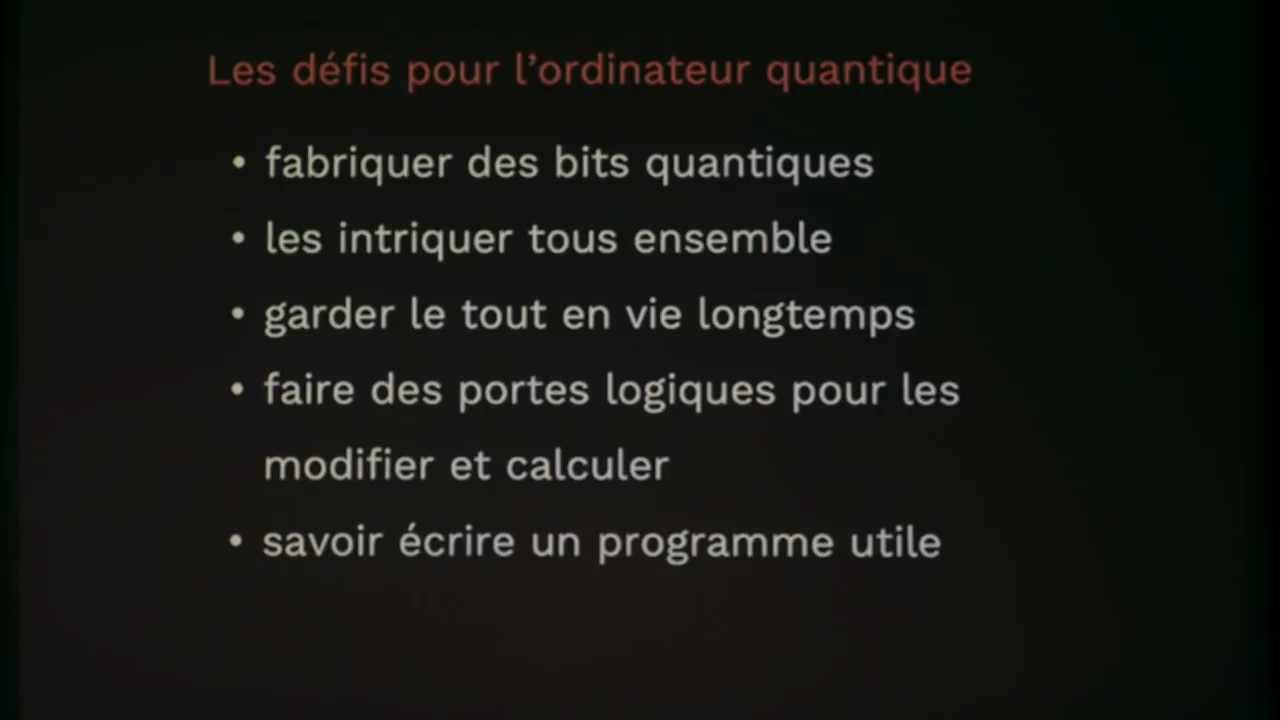 Les défis pour l’ordinateur quantique
• fabriquer des bits quantiques
• les intriquer tous ensemble
• garder le tout en vie longtemps
• faire des portes logiques pour les
modifier et calculer
• savoir écrire un programme utile